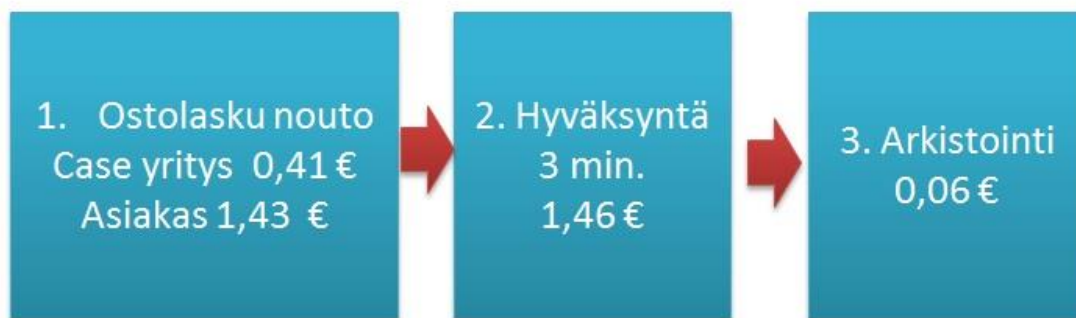 1. Ostolasku nouto
Case yritys 0,41 €
Asiakas 1,43 €
2. Hyväksyntä
3 min.
1,46 €
3. Arkistointi
0,06 €